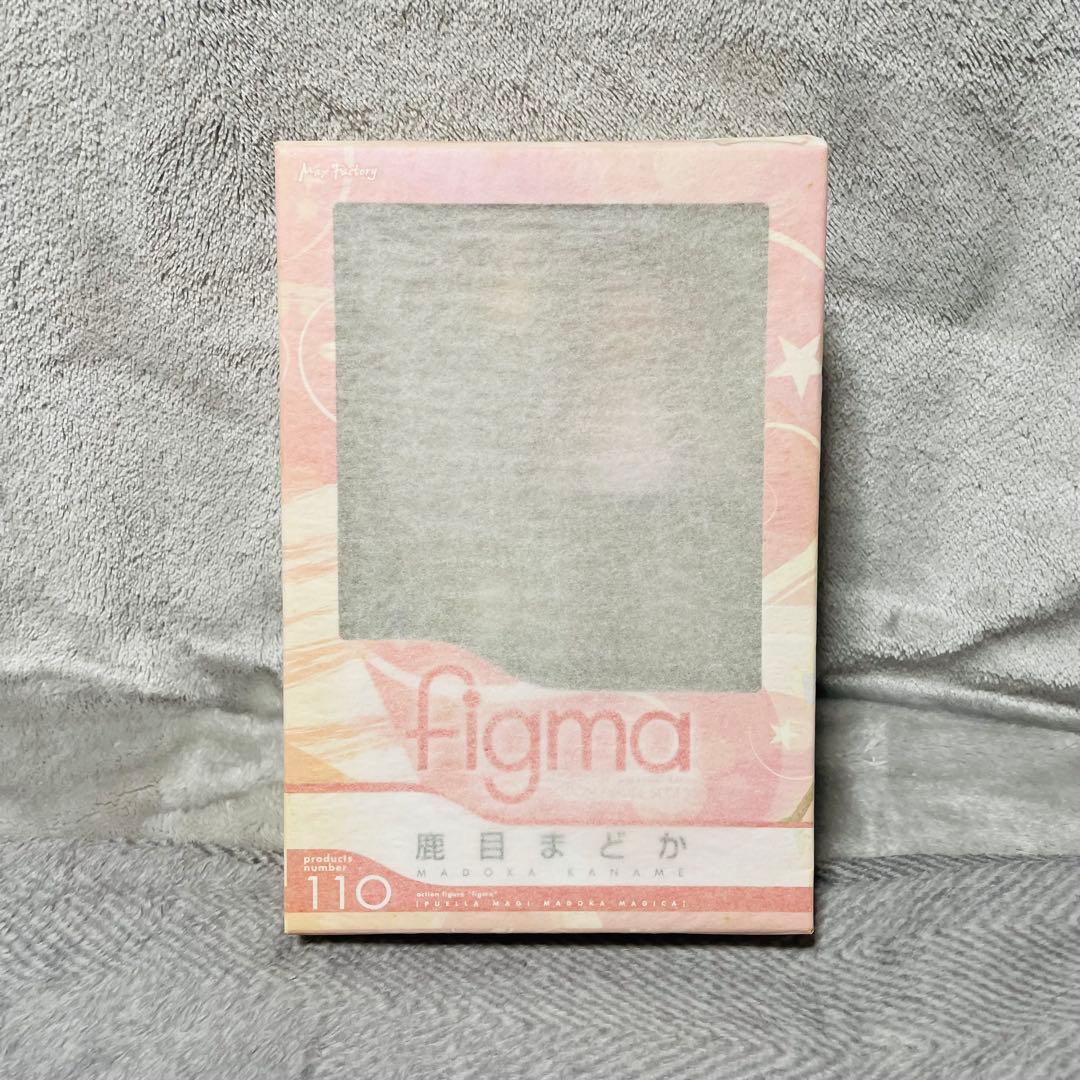 Max Factory
figma
鹿目まどか
MADOKA KANAME
products
number
110
action figure "figma"
[PUELLA MAGI MADOKA MAGICA]